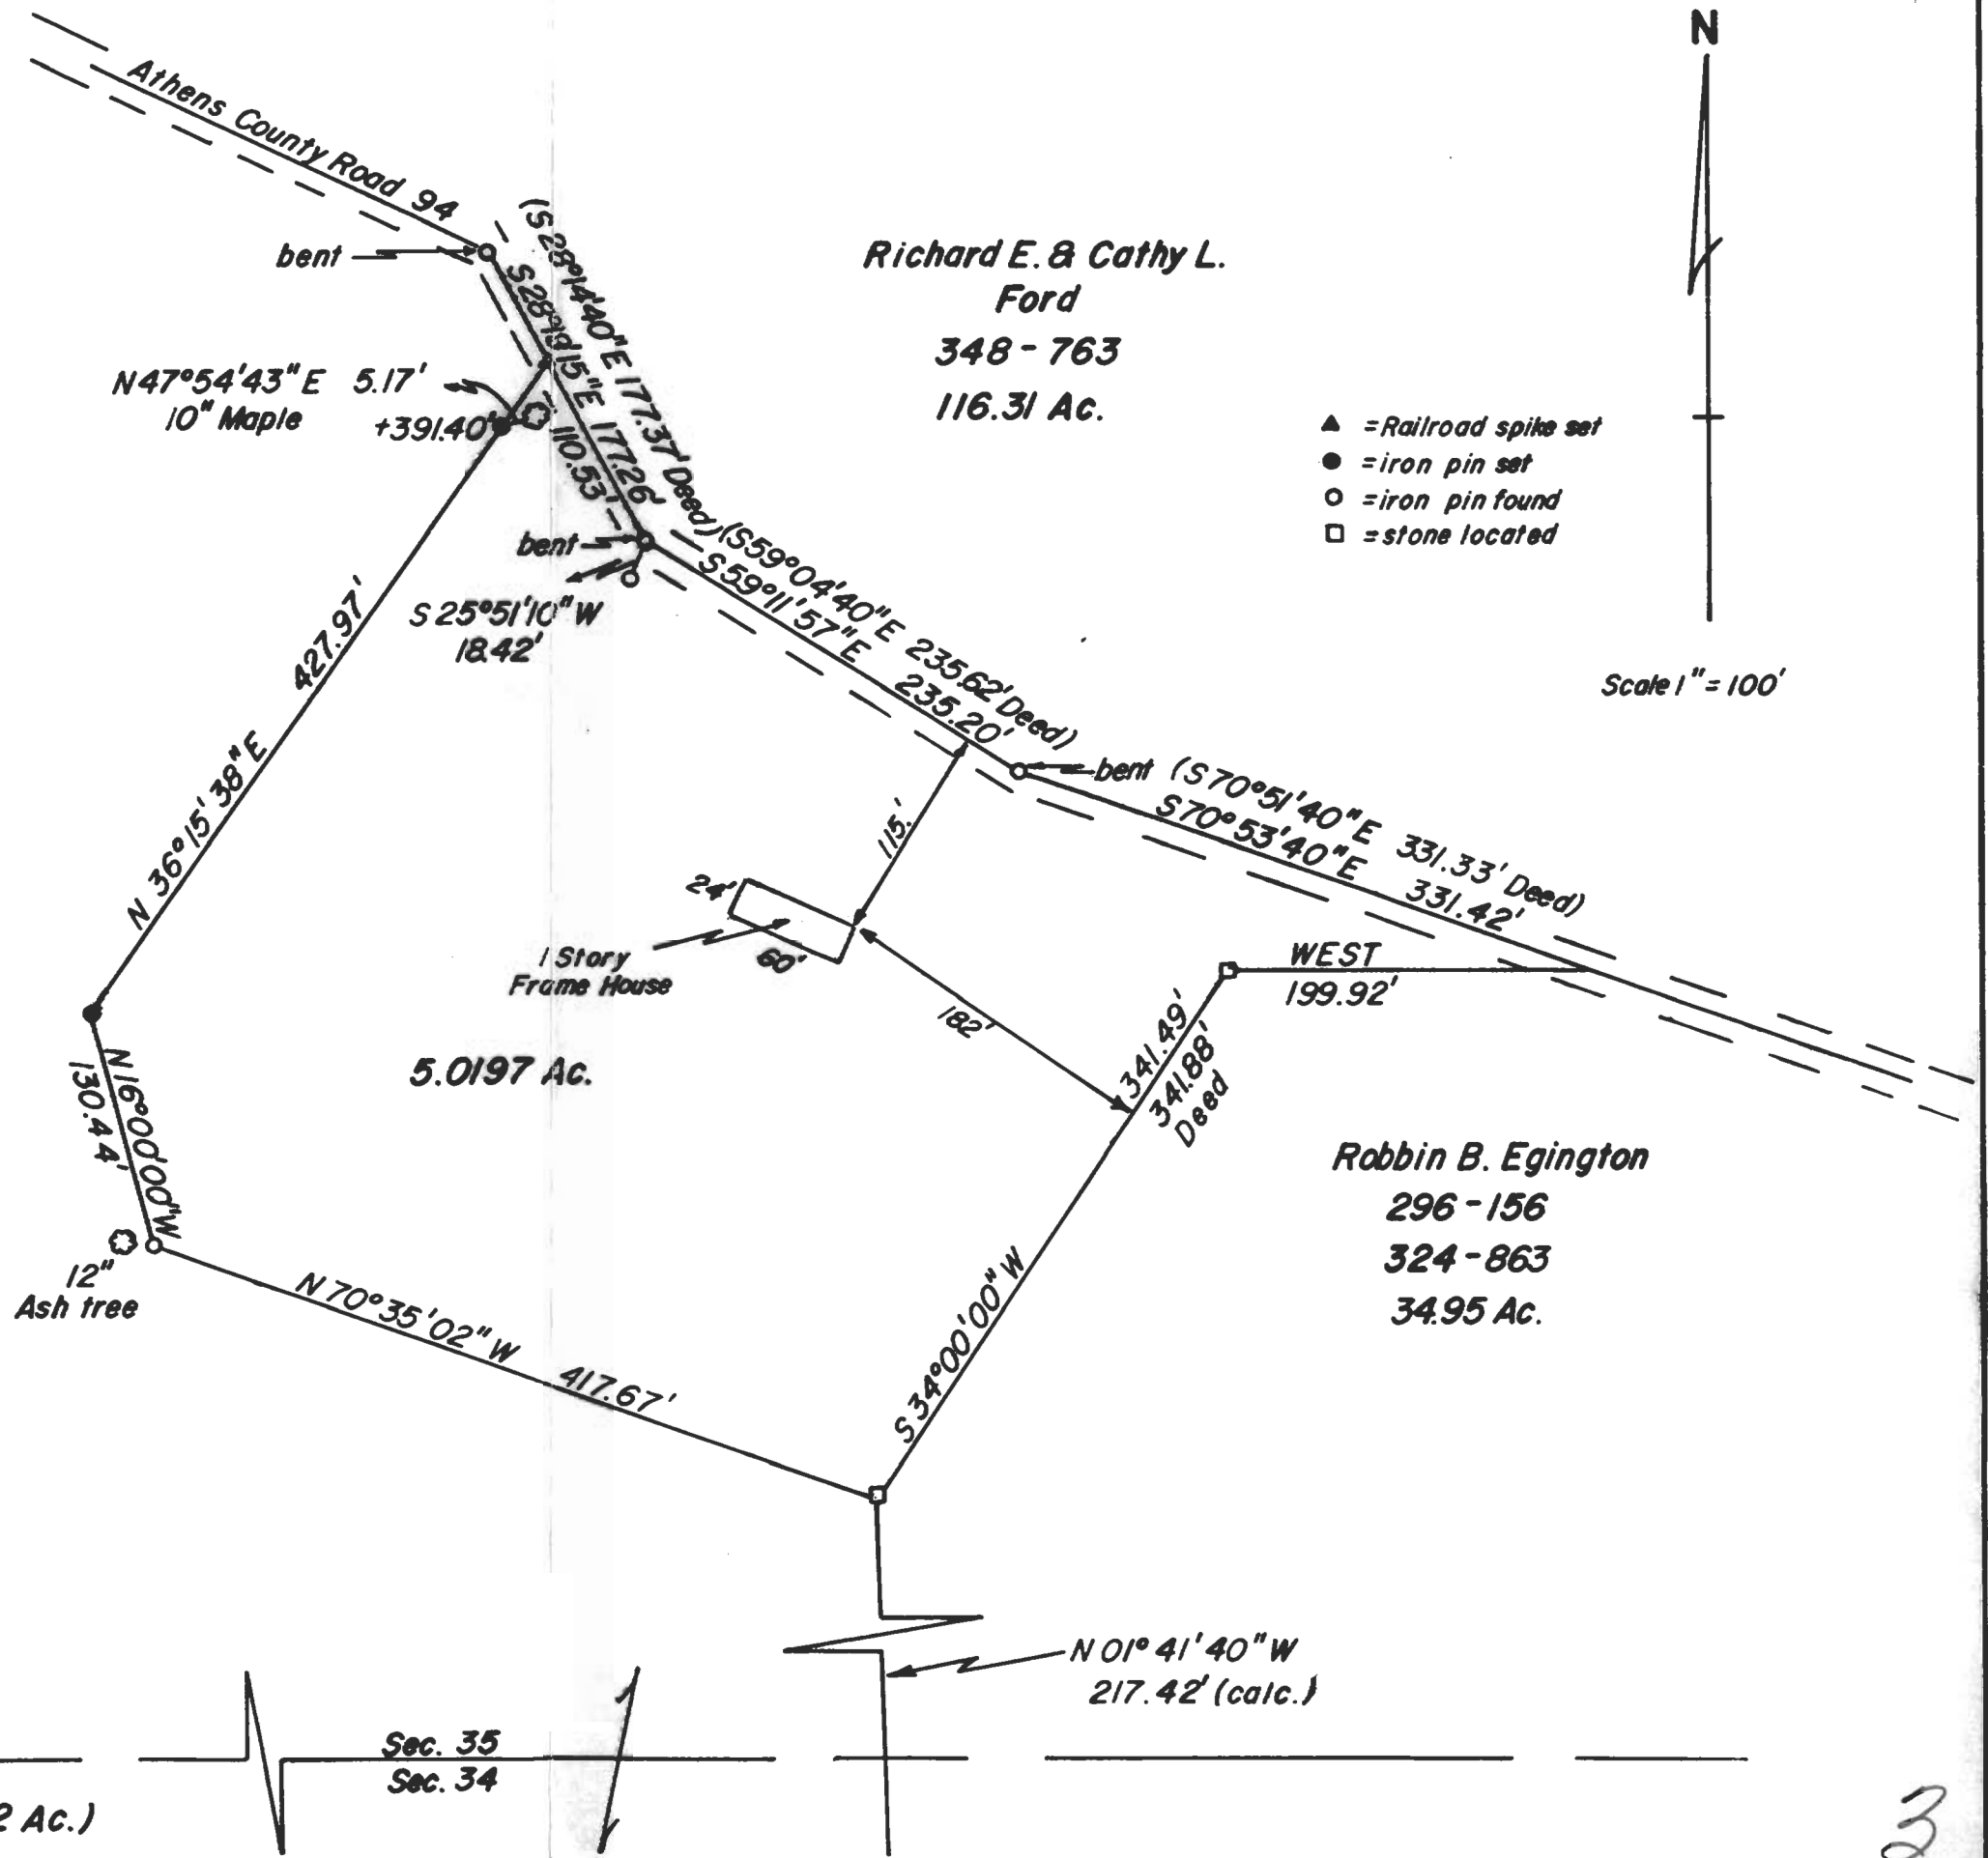 N
Athens County Road 94
bent
(S 28°14'40"E 177.37' Deed)
177.26'
110.53'
Richard E. & Cathy L.
Ford
348-763
116.31 Ac.
N47°54'43"E 5.17'
10" Maple
+391.40'
▲ =Railroad spike set
● =iron pin set
○ =iron pin found
□ =stone located
Scale 1"=100'
bent
S 25°51'10"W
18.42'
(S59°04'40"E 235.62' Deed)
S59°11'57"E 235.20'
N 36°15'38"E 427.97'
bent
(S70°51'40"E 331.33' Deed)
S70°53'40"E 331.42'
115.'
24'
60'
1 Story
Frame House
182'
WEST
199.92'
341.49'
341.88'
Deed
S34°00'00"W
5.0197 Ac.
N16°00'00"W
130.44'
12"
Ash tree
N70°35'02"W 417.67'
Robbin B. Egington
296-156
324-863
34.95 Ac.
N 01°41'40"W
217.42' (calc.)
Sec. 35
Sec. 34
2 Ac.)
3